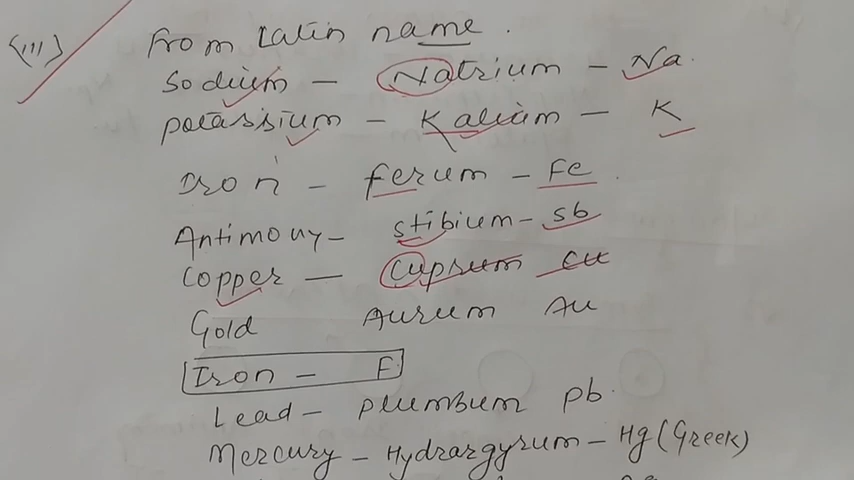 (III) From Latin name.
Sodium - Natrium - Na.
Potassium - Kalium - K
Iron - Ferum - Fe.
Antimony - stibium - sb
Copper - Cuprum cu
Gold Aurum Au
Iron - F
Lead - Plumbum Pb.
Mercury - Hydrargyrum - Hg (Greek)